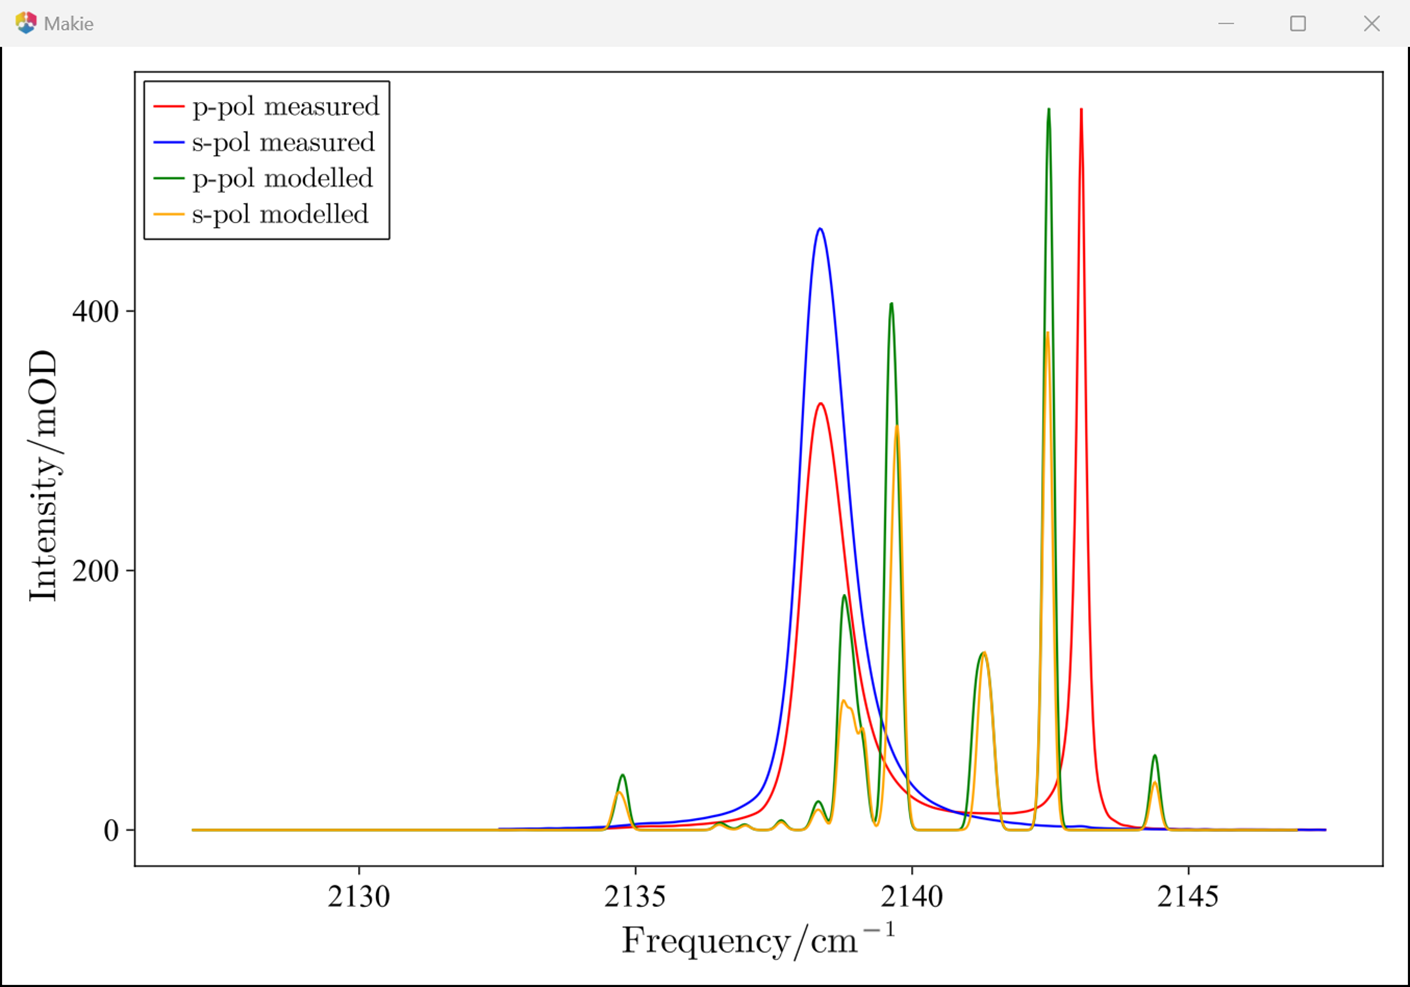 Makie
p-pol measured
s-pol measured
p-pol modelled
s-pol modelled
400
200
0
Intensity/mOD
2130 2135 2140 2145
Frequency/cm⁻¹